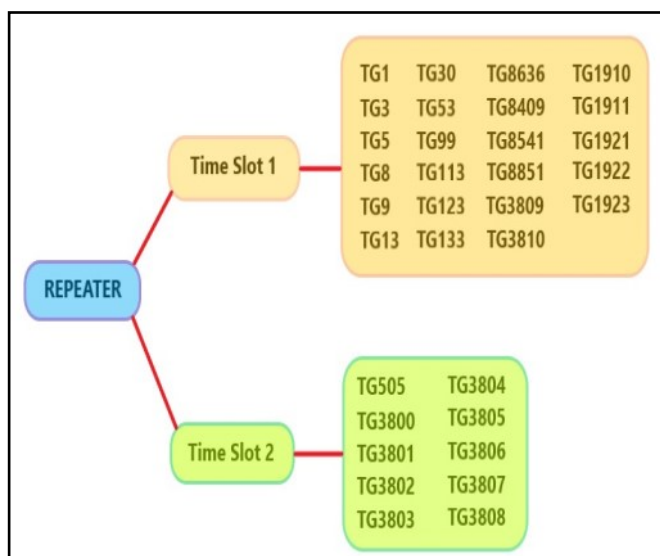 TG1 TG30 TG8636 TG1910
TG3 TG53 TG8409 TG1911
TG5 TG99 TG8541 TG1921
TG8 TG113 TG8851 TG1922
TG9 TG123 TG3809 TG1923
TG13 TG133 TG3810
Time Slot 1
REPEATER
Time Slot 2
TG505 TG3804
TG3800 TG3805
TG3801 TG3806
TG3802 TG3807
TG3803 TG3808